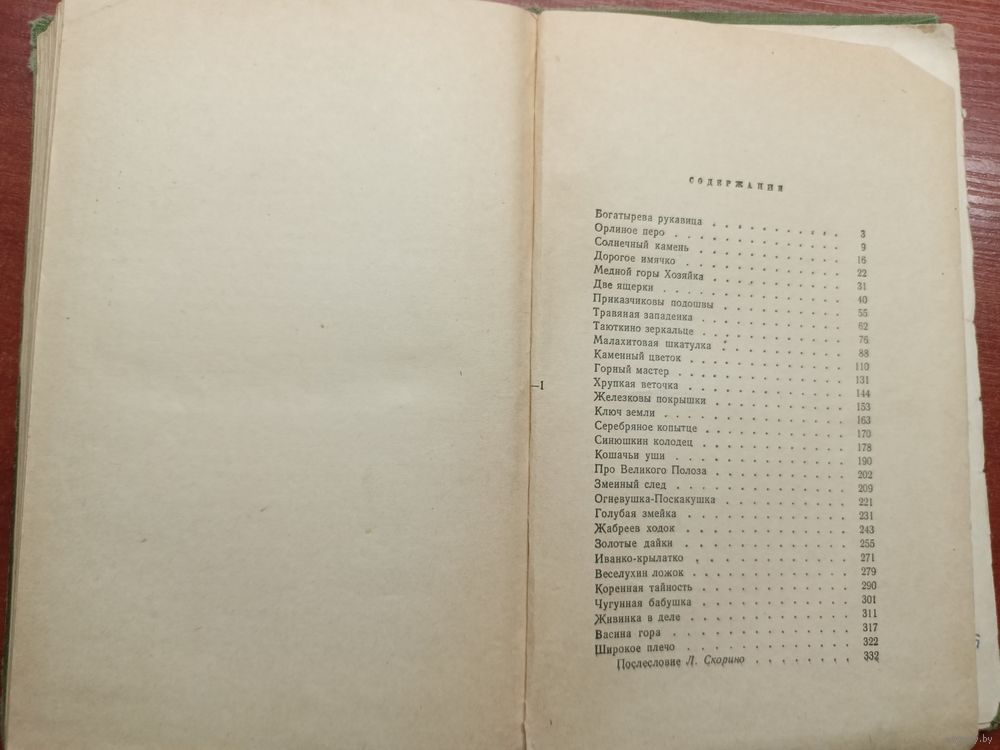 СОДЕРЖАНИЕ
Богатырева рукавица . . . . . . . . . . 3
Орлиное перо . . . . . . . . . . . . 9
Солнечный камень . . . . . . . . . . . 16
Дорогое имячко . . . . . . . . . . . . 22
Медной горы Хозяйка . . . . . . . . . . 31
Две ящерки . . . . . . . . . . . . . 40
Приказчиковы подошвы . . . . . . . . . . 55
Травяная западенка . . . . . . . . . . . 62
Таюткино зеркальце . . . . . . . . . . . 76
Малахитовая шкатулка . . . . . . . . . . 88
Каменный цветок . . . . . . . . . . . . 110
Горный мастер . . . . . . . . . . . . 131
Хрупкая веточка . . . . . . . . . . . . 144
Железковы покрышки . . . . . . . . . . 153
Ключ земли . . . . . . . . . . . . . 163
Серебряное копытце . . . . . . . . . . . 170
Синюшкин колодец . . . . . . . . . . . 178
Кошачьи уши . . . . . . . . . . . . . 190
Про Великого Полоза . . . . . . . . . . 202
Змеиный след . . . . . . . . . . . . . 209
Огневушка-Поскакушка . . . . . . . . . . 221
Голубая змейка . . . . . . . . . . . . 231
Жабреев ходок . . . . . . . . . . . . 243
Золотые дайки . . . . . . . . . . . . 255
Иванко-крылатко . . . . . . . . . . . 271
Веселухин ложок . . . . . . . . . . . 279
Коренная тайность . . . . . . . . . . . 290
Чугунная бабушка . . . . . . . . . . . 301
Живинка в деле . . . . . . . . . . . . 311
Васина гора . . . . . . . . . . . . . 317
Широкое плечо . . . . . . . . . . . . 322
Послесловие Л. Скорино . . . . . . . . 332
—1